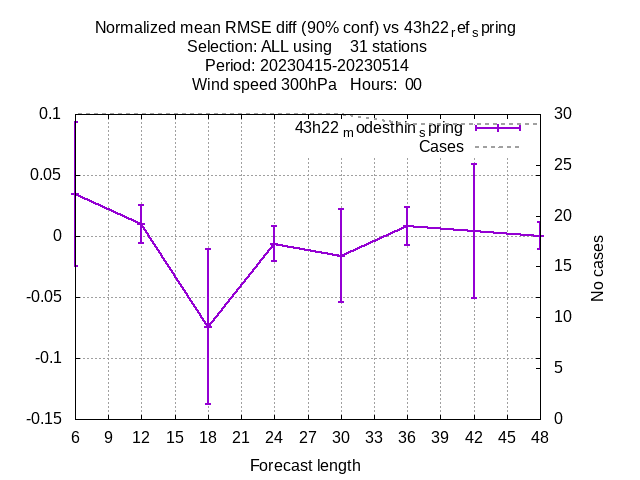 Normalized mean RMSE diff (90% conf) vs 43h22refspring
Selection: ALL using 31 stations
Period: 20230415-20230514
Wind speed 300hPa Hours: 00
43h22modesthinspring
Cases
0.1
0.05
0
-0.05
-0.1
-0.15
30
25
20
15
10
5
0
No cases
6 9 12 15 18 21 24 27 30 33 36 39 42 45 48
Forecast length